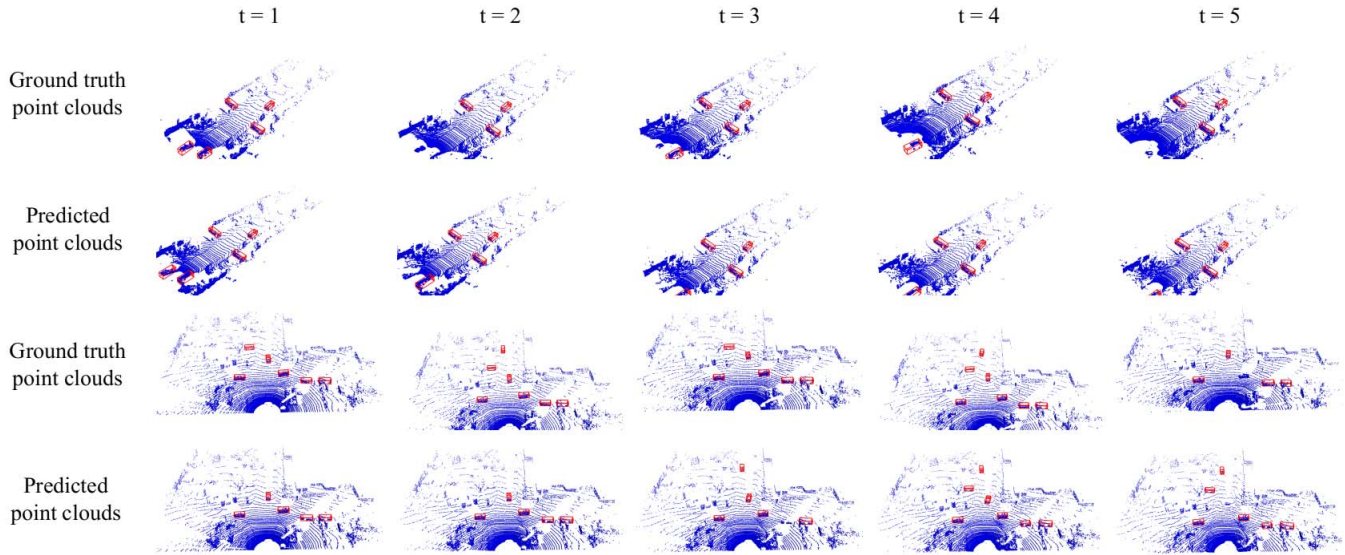 t = 1 t = 2 t = 3 t = 4 t = 5
Ground truth
point clouds
Predicted
point clouds
Ground truth
point clouds
Predicted
point clouds